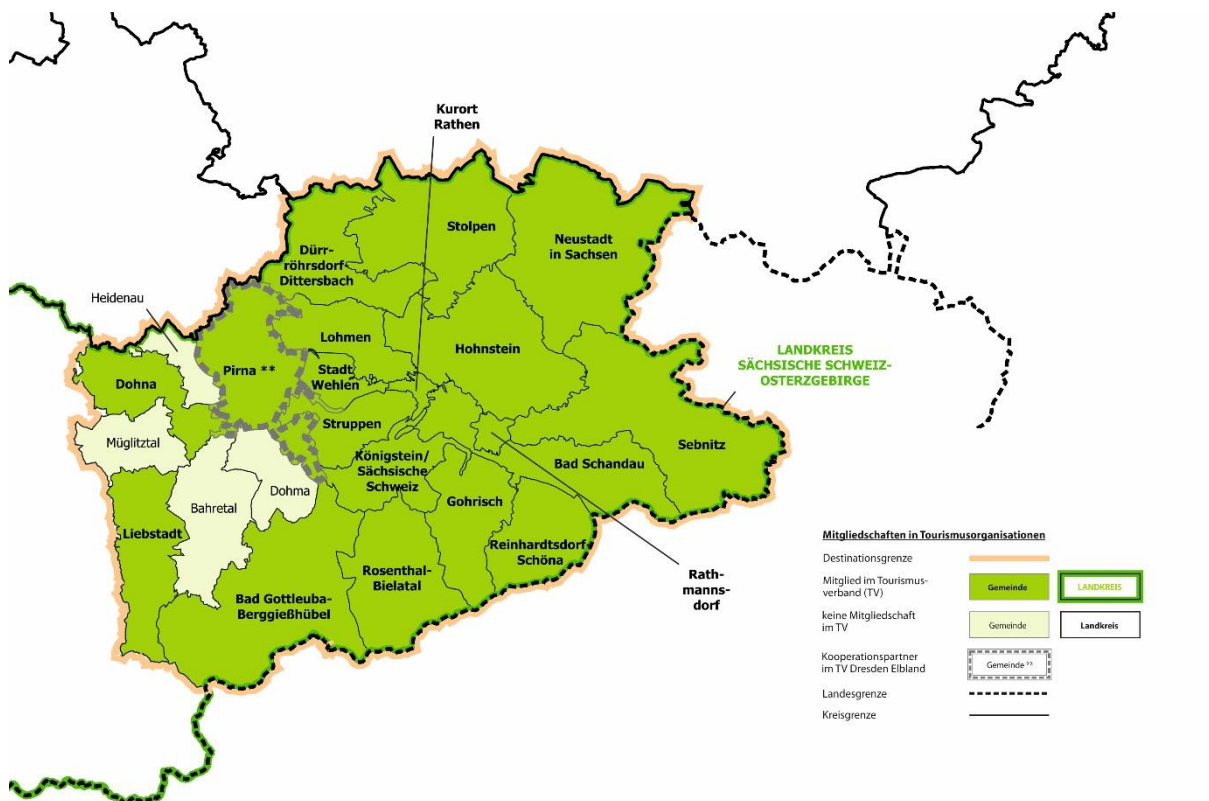 Kurort
Rathen
Stolpen
Neustadt
in Sachsen
Dürr-
röhrsdorf-
Dittersbach
Heidenau
Lohmen
Hohnstein
LANDKREIS
SÄCHSISCHE SCHWEIZ-
OSTERZGEBIRGE
Pirna **
Stadt
Wehlen
Dohna
Struppen
Müglitztal
Sebnitz
Königstein/
Sächsische
Schweiz
Bad Schandau
Dohma
Gohrisch
Bahretal
Liebstadt
Reinhardtsdorf-
Schöna
Rosenthal-
Bielatal
Rath-
manns-
dorf
Bad Gottleuba-
Berggießhübel
Mitgliedschaften in Tourismusorganisationen
Destinationsgrenze
Mitglied im Tourismus-
verband (TV)
Gemeinde
LANDKREIS
keine Mitgliedschaft
im TV
Gemeinde
Landkreis
Kooperationspartner
im TV Dresden Elbland
Gemeinde **
Landesgrenze
Kreisgrenze